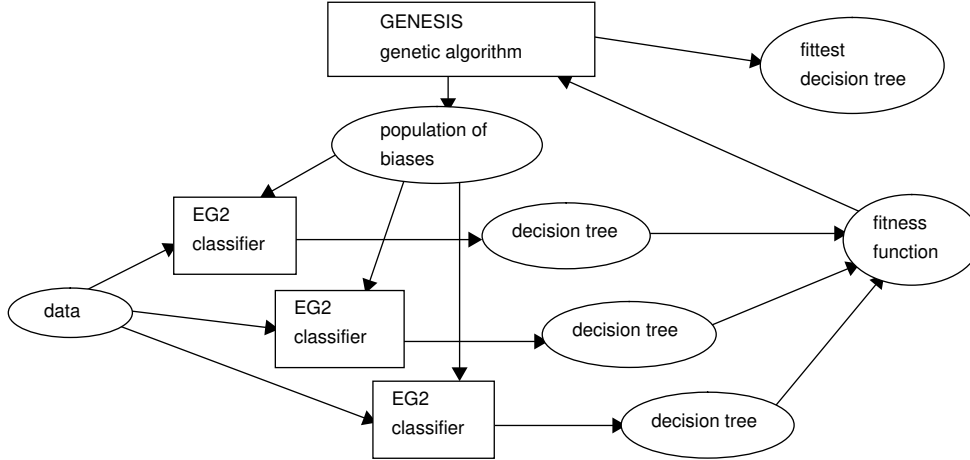 GENESIS
genetic algorithm
fittest
decision tree
population of
biases
EG2
classifier
decision tree
fitness
function
data
EG2
classifier
decision tree
EG2
classifier
decision tree